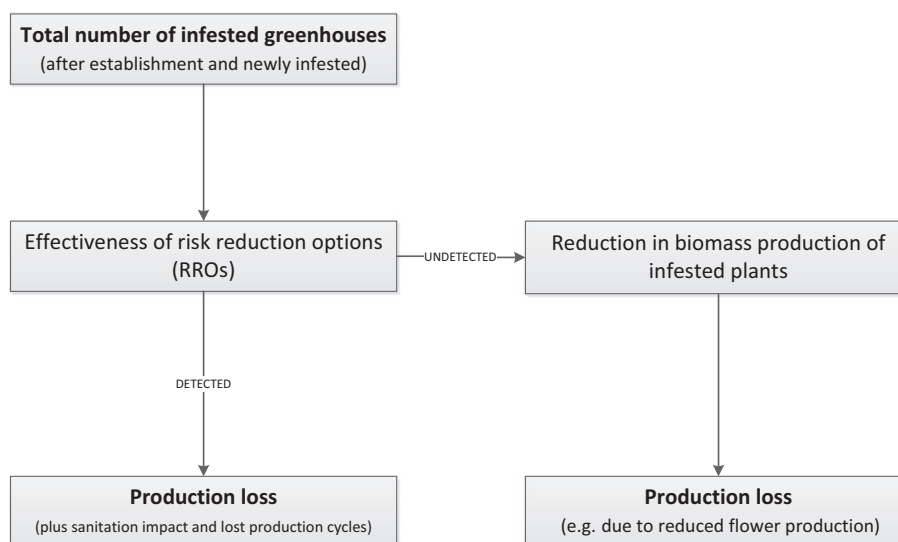 Total number of infested greenhouses
(after establishment and newly infested)
Effectiveness of risk reduction options
(RROs)
UNDETECTED
Reduction in biomass production of
infested plants
DETECTED
Production loss
(plus sanitation impact and lost production cycles)
Production loss
(e.g. due to reduced flower production)